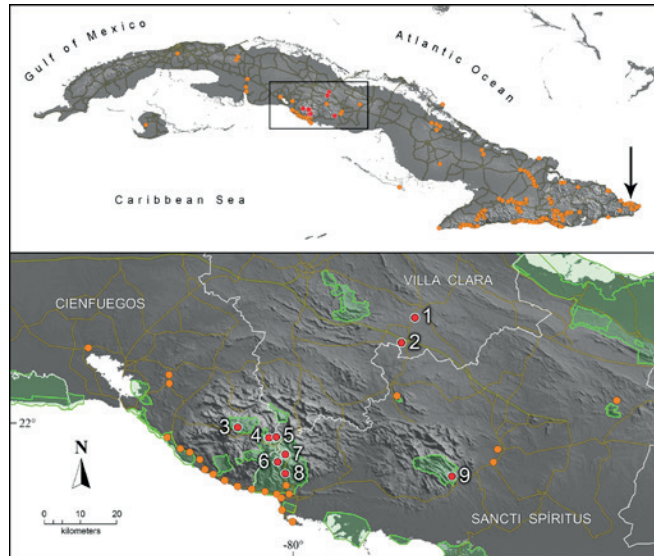 Gulf of Mexico
Atlantic Ocean
Caribbean Sea
VILLA CLARA
CIENFUEGOS
1
2
3
4
5
6
7
8
9
22°
N
0 5 10 20
kilometers
SANCTI SPÍRITUS
-80°